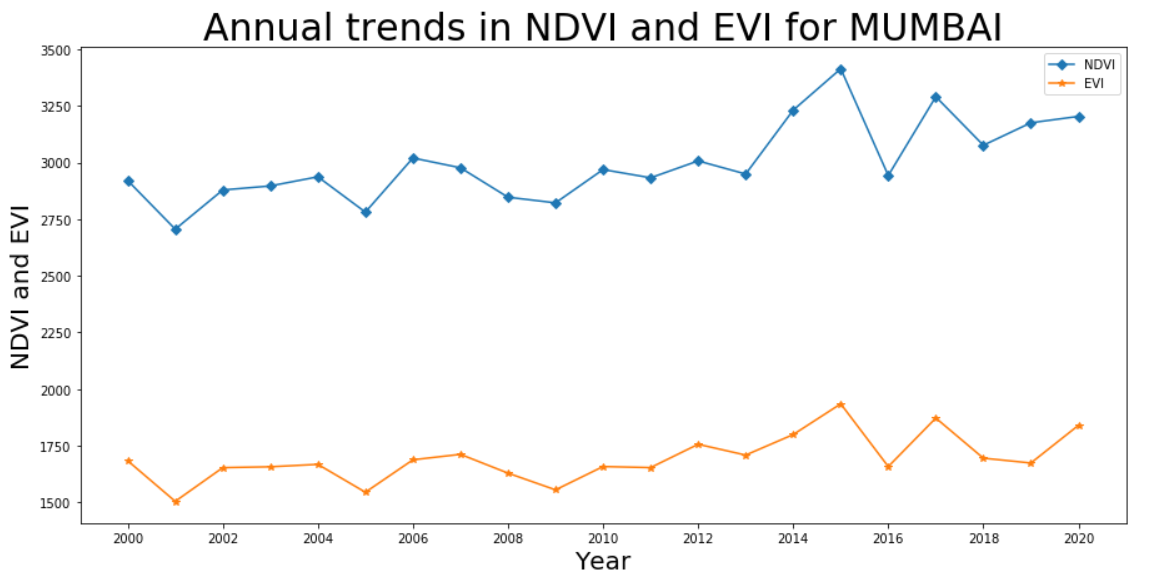 Annual trends in NDVI and EVI for MUMBAI
NDVI
EVI
NDVI and EVI
3500
3250
3000
2750
2500
2250
2000
1750
1500
2000 2002 2004 2006 2008 2010 2012 2014 2016 2018 2020
Year